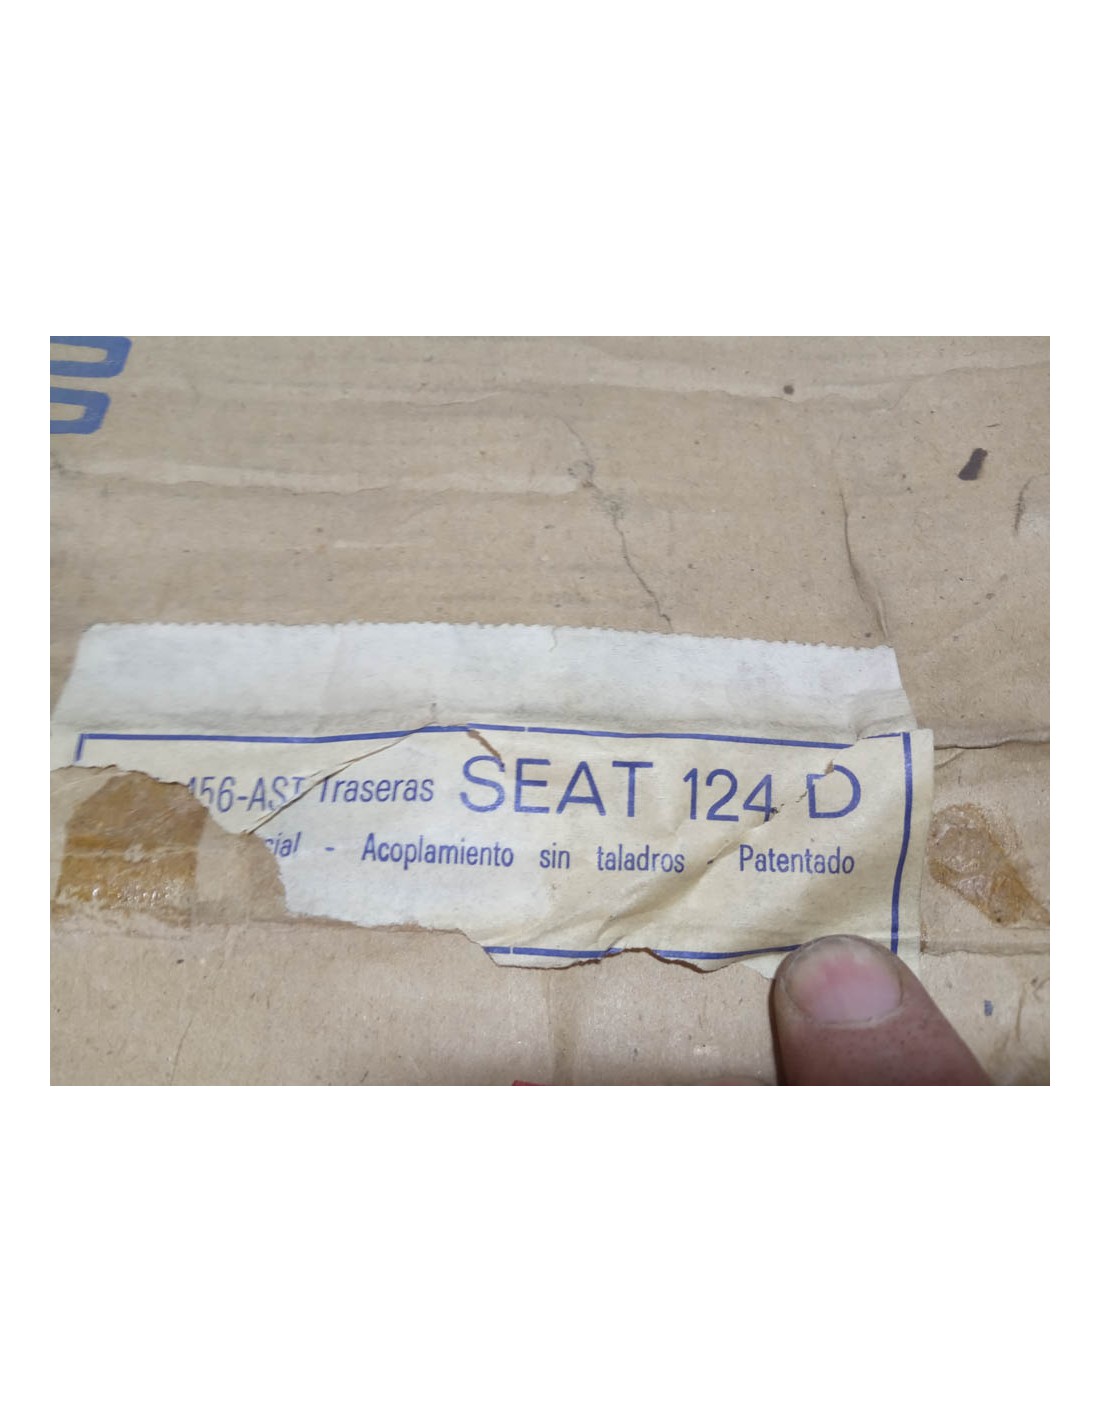 456-AST Traseras SEAT 124 D
cial - Acoplamiento sin taladros - Patentado